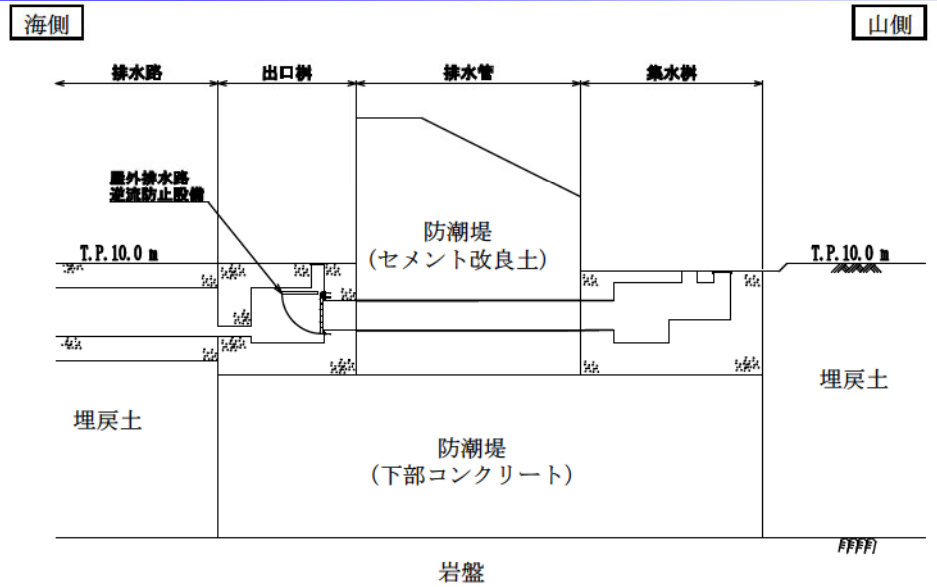 海側
山側
排水路
出口桝
排水管
集水桝
屋外排水路
逆流防止設備
防潮堤
(セメント改良土)
T.P.10.0 m
T.P.10.0 m
埋戻土
埋戻土
防潮堤
(下部コンクリート)
岩盤